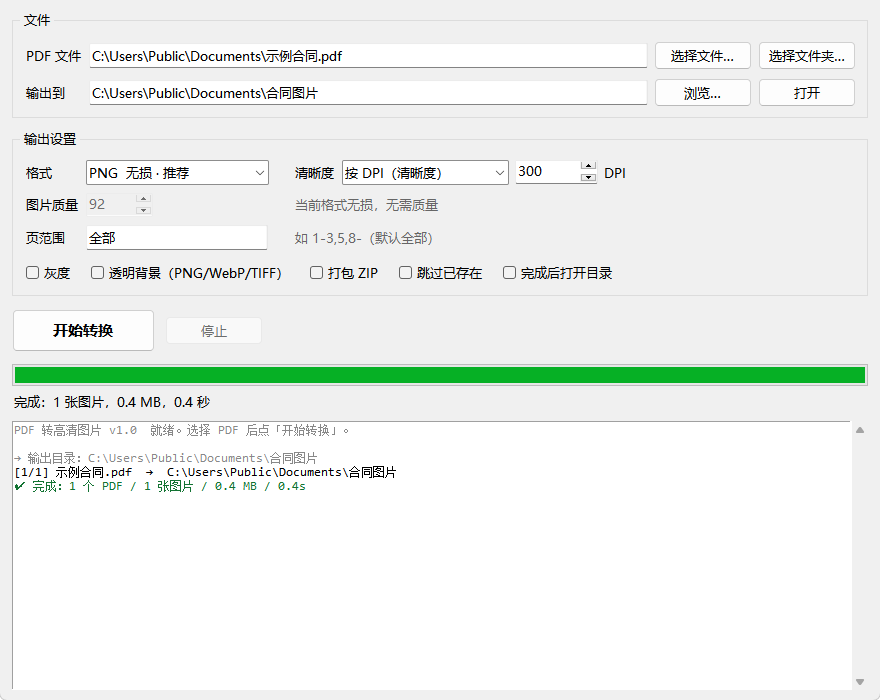 文件
PDF 文件 C:\Users\Public\Documents\示例合同.pdf 选择文件... 选择文件夹...
输出到 C:\Users\Public\Documents\合同图片 浏览... 打开
输出设置
格式 PNG 无损 · 推荐 清晰度 按 DPI（清晰度） 300 DPI
图片质量 92 当前格式无损，无需质量
页范围 全部 如 1-3,5,8-（默认全部）
灰度 透明背景（PNG/WebP/TIFF） 打包 ZIP 跳过已存在 完成后打开目录
开始转换 停止
完成：1 张图片，0.4 MB，0.4 秒
PDF 转高清图片 v1.0 就绪。选择 PDF 后点「开始转换」。
→ 输出目录：C:\Users\Public\Documents\合同图片
[1/1] 示例合同.pdf → C:\Users\Public\Documents\合同图片
✔ 完成：1 个 PDF / 1 张图片 / 0.4 MB / 0.4s